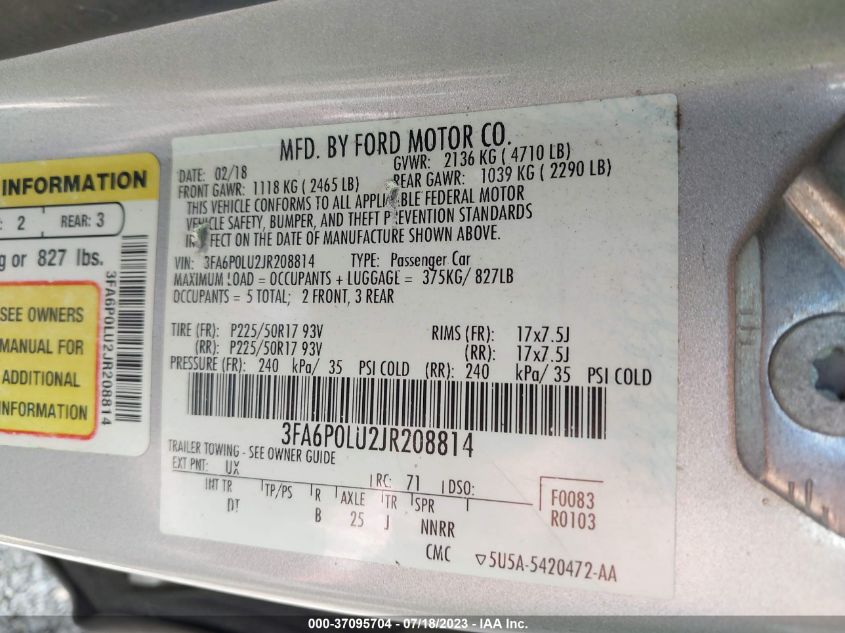 INFORMATION
: 2 REAR: 3
g or 827 lbs.
SEE OWNERS
MANUAL FOR
ADDITIONAL
INFORMATION
3FA6P0LU2JR208814
MFD. BY FORD MOTOR CO.
DATE: 02/18 GVWR: 2136 KG ( 4710 LB)
FRONT GAWR: 1118 KG ( 2465 LB) REAR GAWR: 1039 KG ( 2290 LB)
THIS VEHICLE CONFORMS TO ALL APPLICABLE FEDERAL MOTOR
VEHICLE SAFETY, BUMPER, AND THEFT PREVENTION STANDARDS
IN EFFECT ON THE DATE OF MANUFACTURE SHOWN ABOVE.
VIN: 3FA6P0LU2JR208814 TYPE: Passenger Car
MAXIMUM LOAD = OCCUPANTS + LUGGAGE = 375KG/ 827LB
OCCUPANTS = 5 TOTAL; 2 FRONT, 3 REAR
TIRE (FR): P225/50R17 93V RIMS (FR): 17x7.5J
(RR): P225/50R17 93V (RR): 17x7.5J
PRESSURE (FR): 240 kPa/ 35 PSI COLD (RR): 240 kPa/ 35 PSI COLD
3FA6P0LU2JR208814
TRAILER TOWING - SEE OWNER GUIDE
EXT PNT: UX RC: 71 DSO: F0083
INT TR TP/PS R AXLE TR SPR R0103
DT B 25 J NNRR
CMC ▽5U5A-5420472-AA
000-37095704 - 07/18/2023 - IAA Inc.